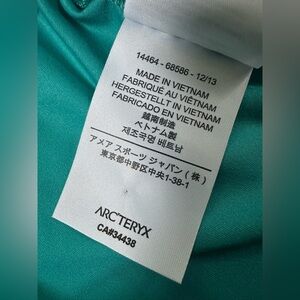 14464 - 68586 - 12/13
MADE IN VIETNAM
FABRIQUÉ AU VIÊTNAM
HERGESTELLT IN VIETNAM
FABRICADO EN VIETNAM
越南制造
ベトナム製
제조국명 베트남
アメア スポーツ ジャパン (株)
東京都中野区中央1-38-1
ARC'TERYX
CA#34438